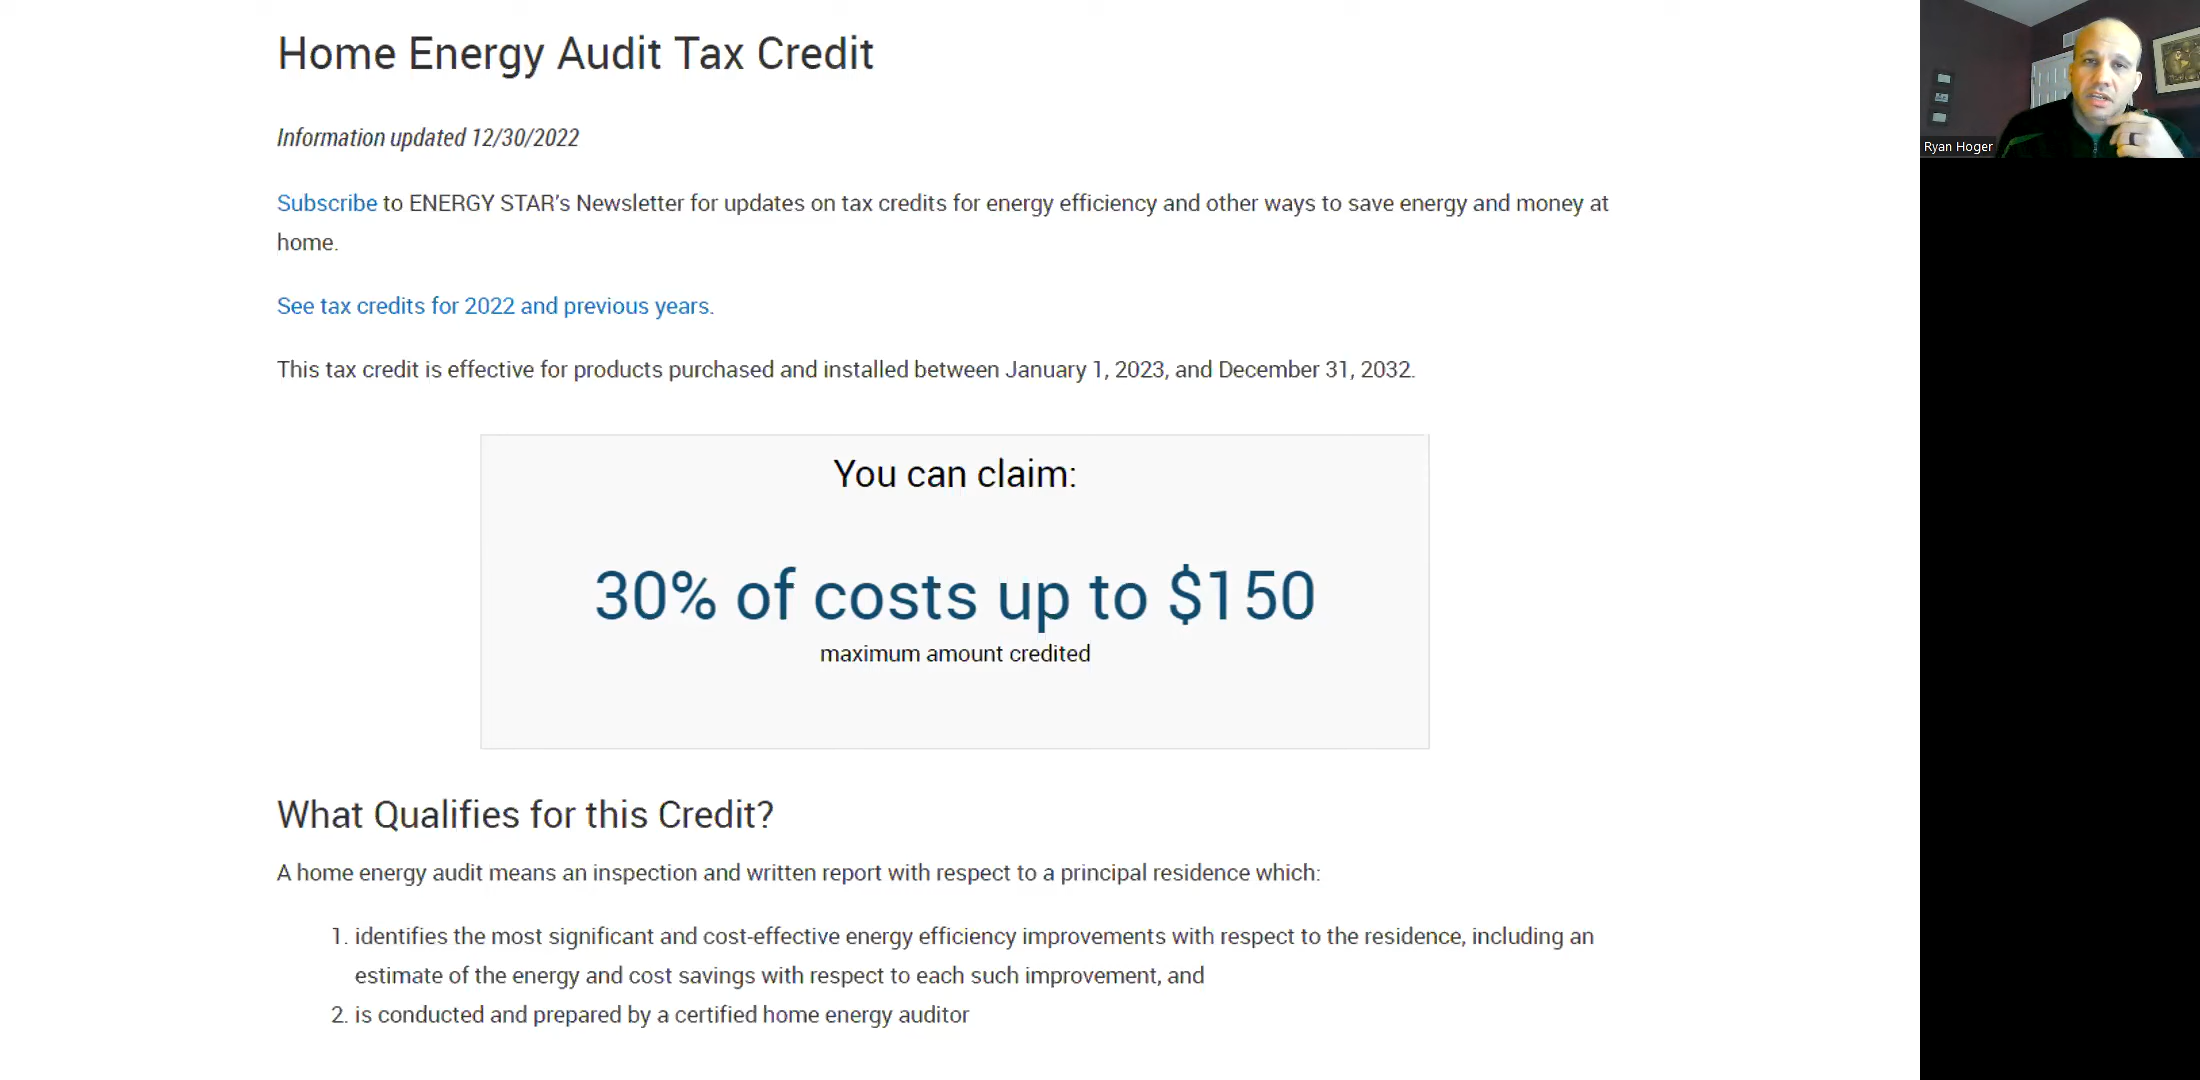 Home Energy Audit Tax Credit
Information updated 12/30/2022
Subscribe to ENERGY STAR's Newsletter for updates on tax credits for energy efficiency and other ways to save energy and money at
home.
See tax credits for 2022 and previous years.
This tax credit is effective for products purchased and installed between January 1, 2023, and December 31, 2032.
You can claim:
30% of costs up to $150
maximum amount credited
What Qualifies for this Credit?
A home energy audit means an inspection and written report with respect to a principal residence which:
1. identifies the most significant and cost-effective energy efficiency improvements with respect to the residence, including an
estimate of the energy and cost savings with respect to each such improvement, and
2. is conducted and prepared by a certified home energy auditor
Ryan Hoger